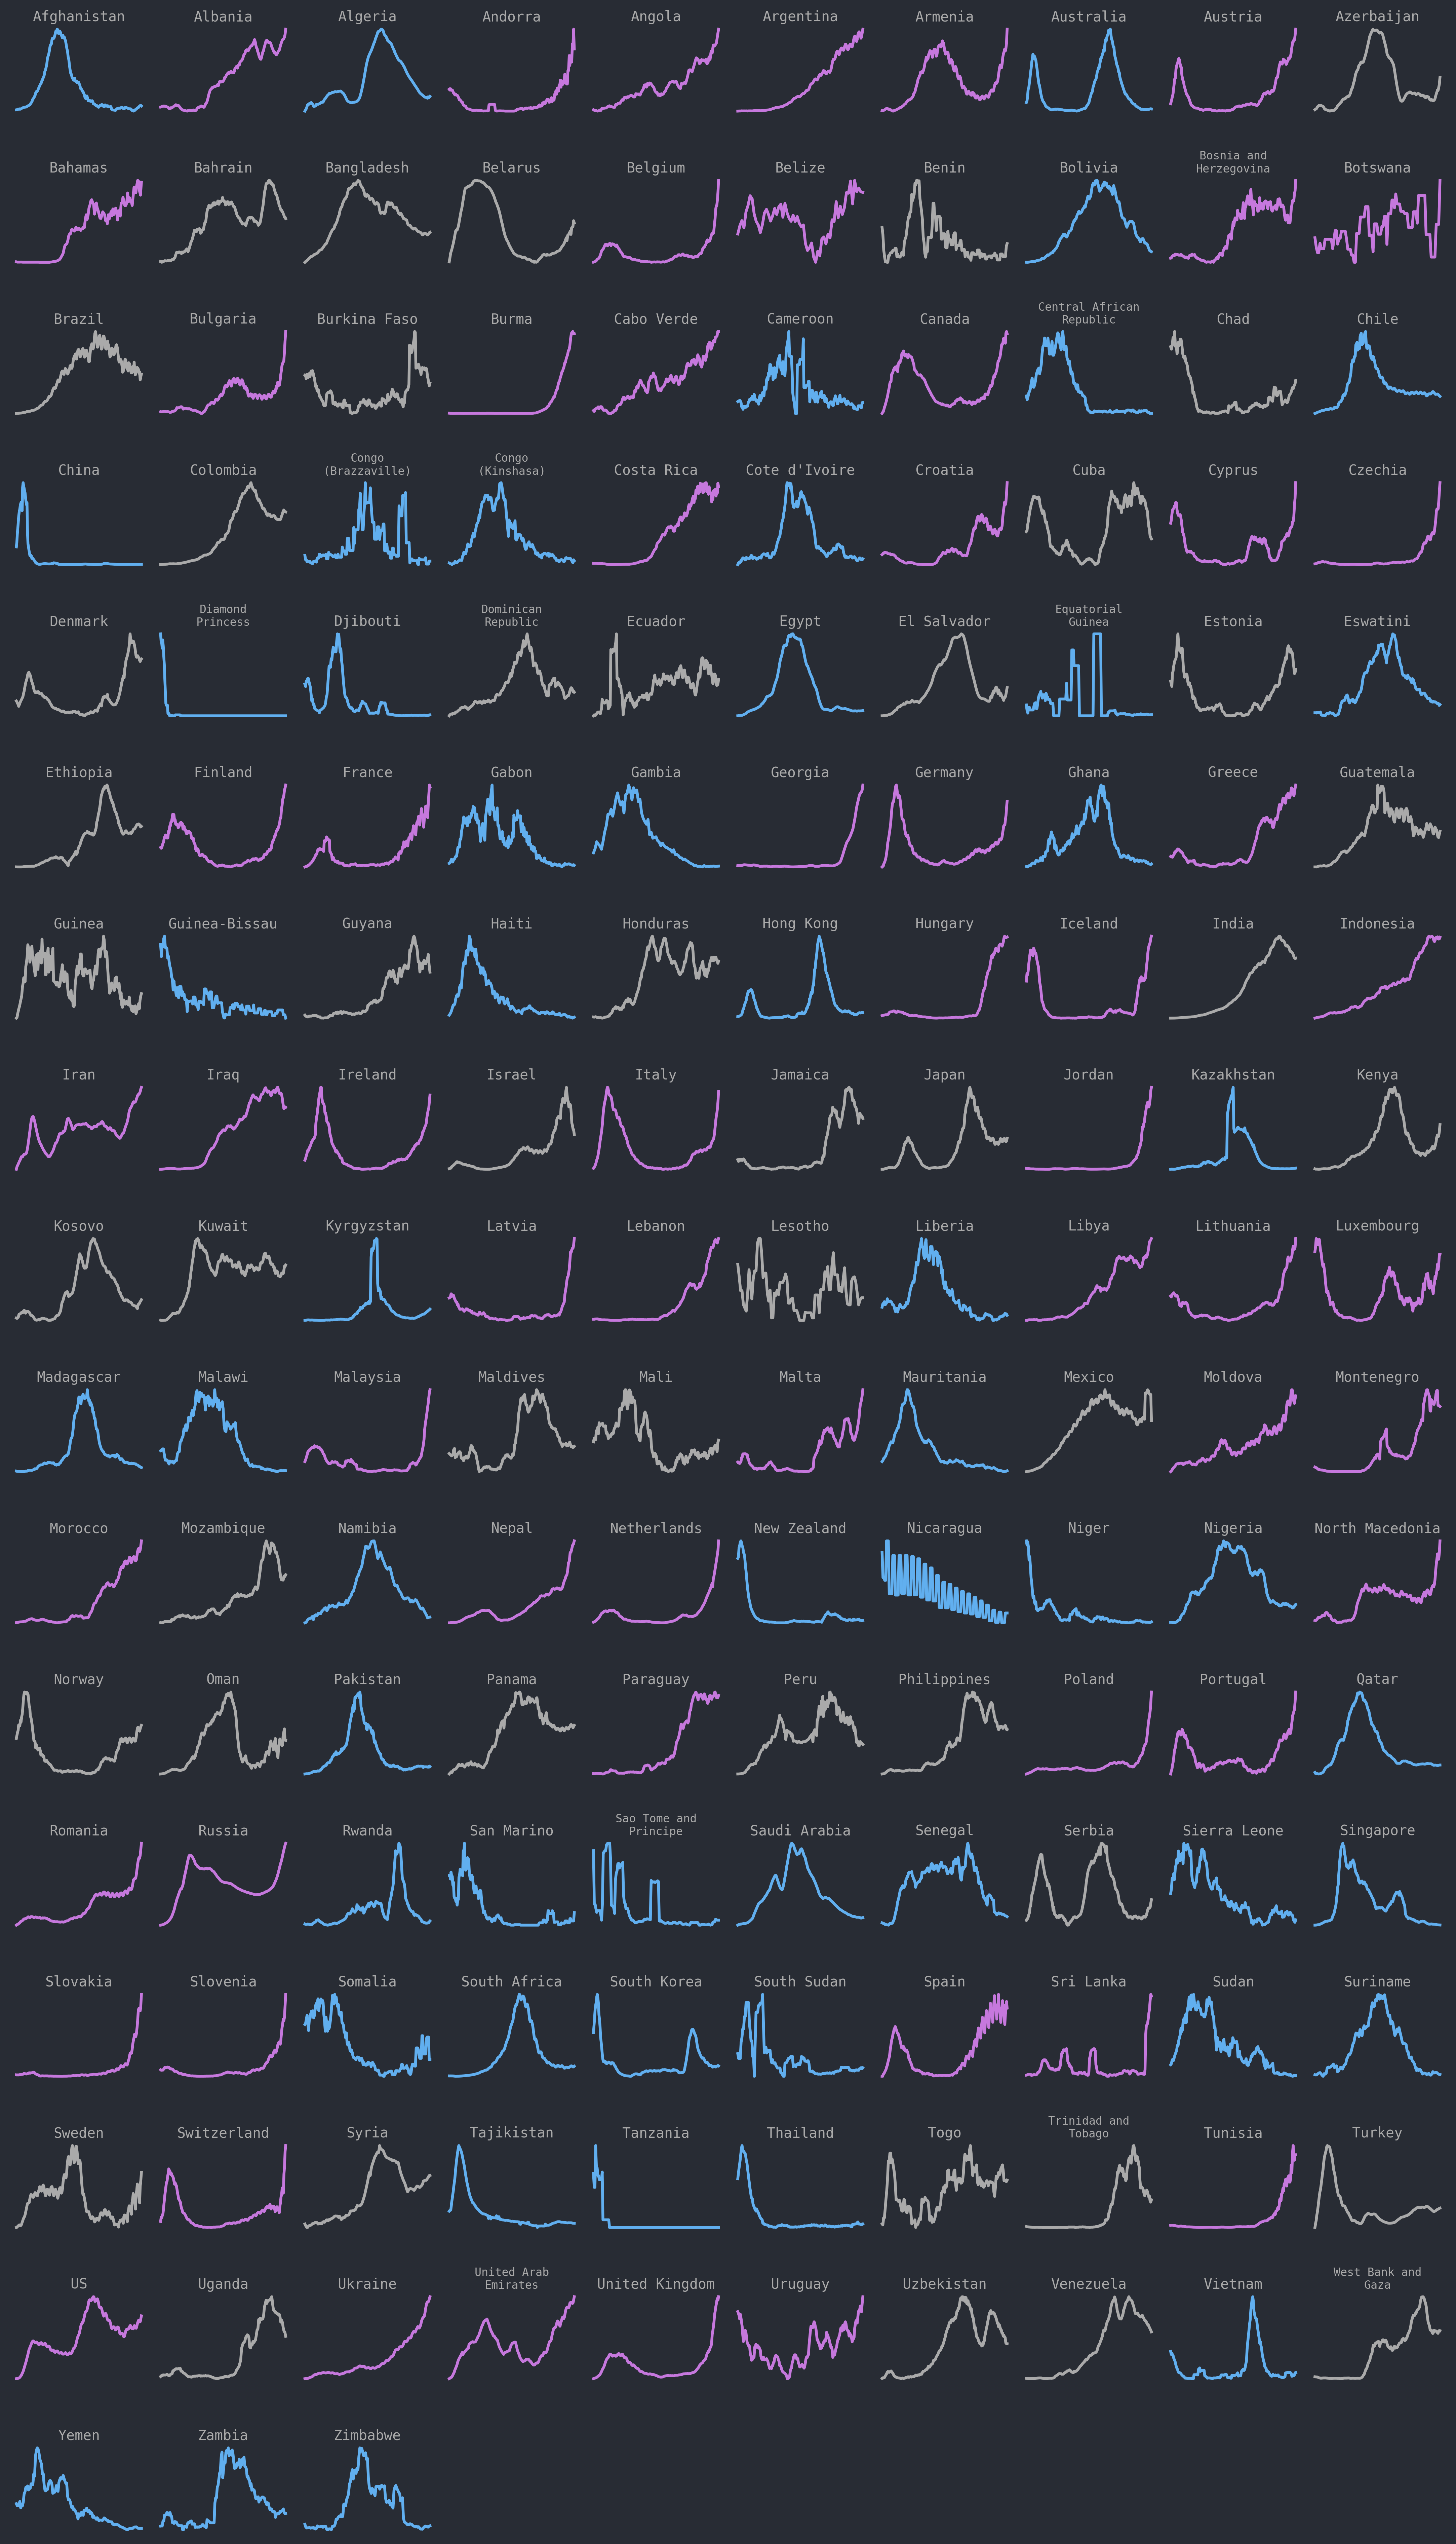 Afghanistan
Albania
Algeria
Andorra
Angola
Argentina
Armenia
Australia
Austria
Azerbaijan
Bahamas
Bahrain
Bangladesh
Belarus
Belgium
Belize
Benin
Bolivia
Bosnia and
Herzegovina
Botswana
Brazil
Bulgaria
Burkina Faso
Burma
Cabo Verde
Cameroon
Canada
Central African
Republic
Chad
Chile
China
Colombia
Congo
(Brazzaville)
Congo
(Kinshasa)
Costa Rica
Cote d'Ivoire
Croatia
Cuba
Cyprus
Czechia
Denmark
Diamond
Princess
Djibouti
Dominican
Republic
Ecuador
Egypt
El Salvador
Equatorial
Guinea
Estonia
Eswatini
Ethiopia
Finland
France
Gabon
Gambia
Georgia
Germany
Ghana
Greece
Guatemala
Guinea
Guinea-Bissau
Guyana
Haiti
Honduras
Hong Kong
Hungary
Iceland
India
Indonesia
Iran
Iraq
Ireland
Israel
Italy
Jamaica
Japan
Jordan
Kazakhstan
Kenya
Kosovo
Kuwait
Kyrgyzstan
Latvia
Lebanon
Lesotho
Liberia
Libya
Lithuania
Luxembourg
Madagascar
Malawi
Malaysia
Maldives
Mali
Malta
Mauritania
Mexico
Moldova
Montenegro
Morocco
Mozambique
Namibia
Nepal
Netherlands
New Zealand
Nicaragua
Niger
Nigeria
North Macedonia
Norway
Oman
Pakistan
Panama
Paraguay
Peru
Philippines
Poland
Portugal
Qatar
Romania
Russia
Rwanda
San Marino
Sao Tome and
Principe
Saudi Arabia
Senegal
Serbia
Sierra Leone
Singapore
Slovakia
Slovenia
Somalia
South Africa
South Korea
South Sudan
Spain
Sri Lanka
Sudan
Suriname
Sweden
Switzerland
Syria
Tajikistan
Tanzania
Thailand
Togo
Trinidad and
Tobago
Tunisia
Turkey
US
Uganda
Ukraine
United Arab
Emirates
United Kingdom
Uruguay
Uzbekistan
Venezuela
Vietnam
West Bank and
Gaza
Yemen
Zambia
Zimbabwe